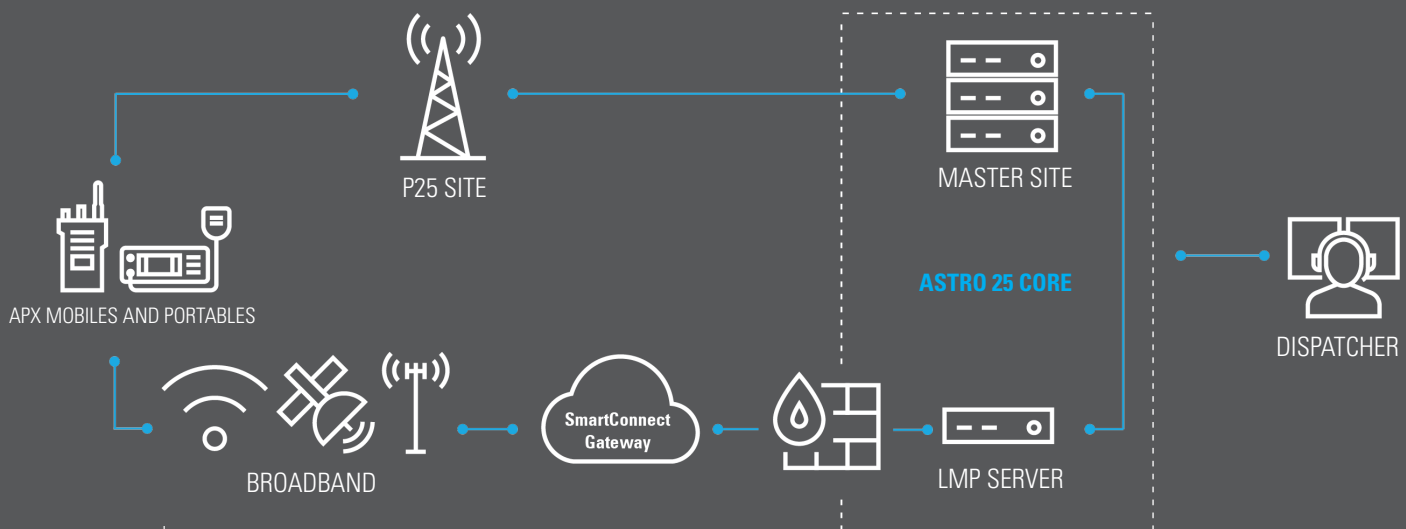 P25 SITE
MASTER SITE
APX MOBILES AND PORTABLES
ASTRO 25 CORE
DISPATCHER
BROADBAND
SmartConnect
Gateway
LMP SERVER